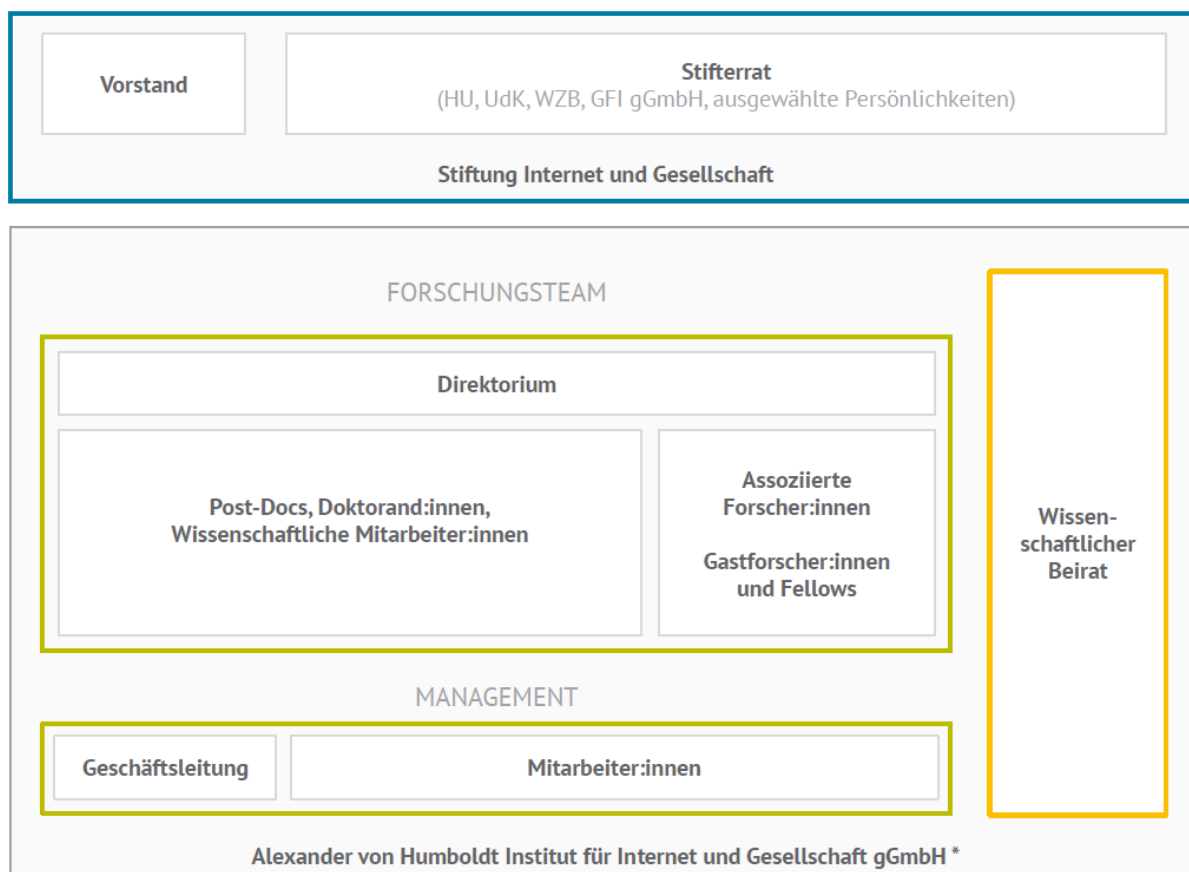 Vorstand
Stifterrat
(HU, UdK, WZB, GFI gGmbH, ausgewählte Persönlichkeiten)
Stiftung Internet und Gesellschaft
FORSCHUNGSTEAM
Direktorium
Post-Docs, Doktorand:innen,
Wissenschaftliche Mitarbeiter:innen
Assoziierte
Forscher:innen
Gastforscher:innen
und Fellows
Wissen-
schaftlicher
Beirat
MANAGEMENT
Geschäftsleitung
Mitarbeiter:innen
Alexander von Humboldt Institut für Internet und Gesellschaft gGmbH *